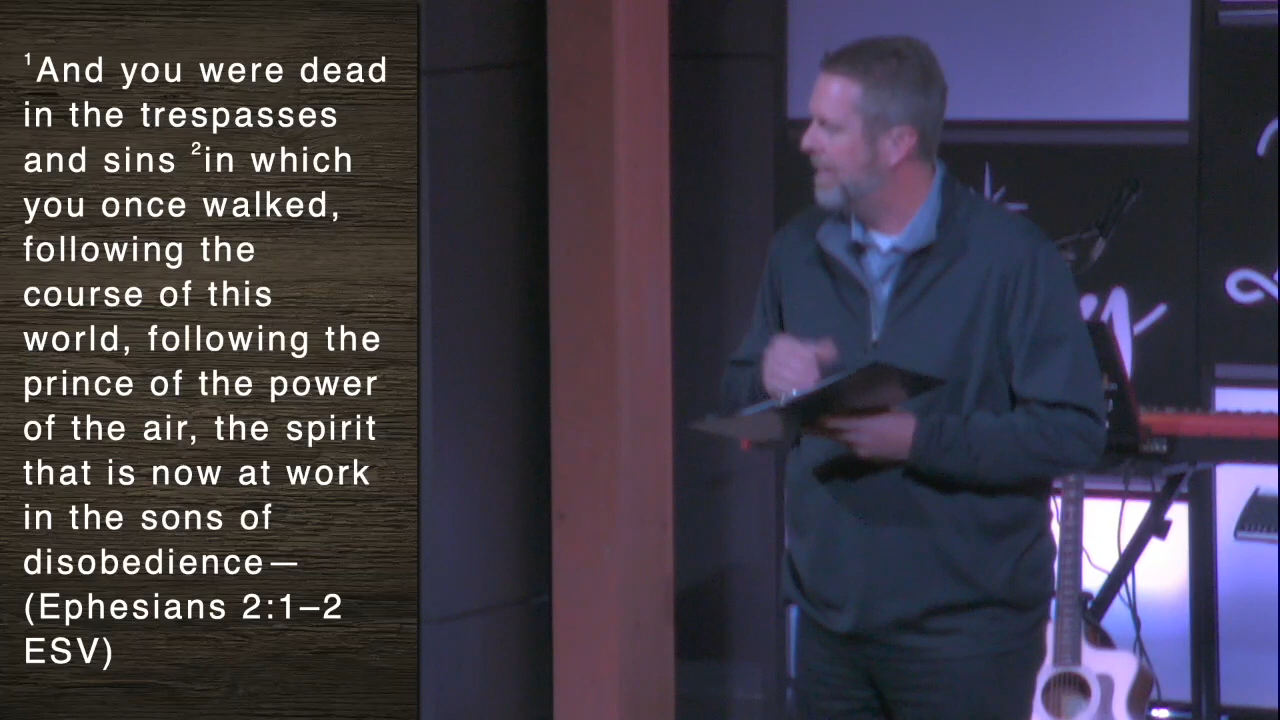 ¹And you were dead
in the trespasses
and sins ²in which
you once walked,
following the
course of this
world, following the
prince of the power
of the air, the spirit
that is now at work
in the sons of
disobedience—
(Ephesians 2:1–2
ESV)